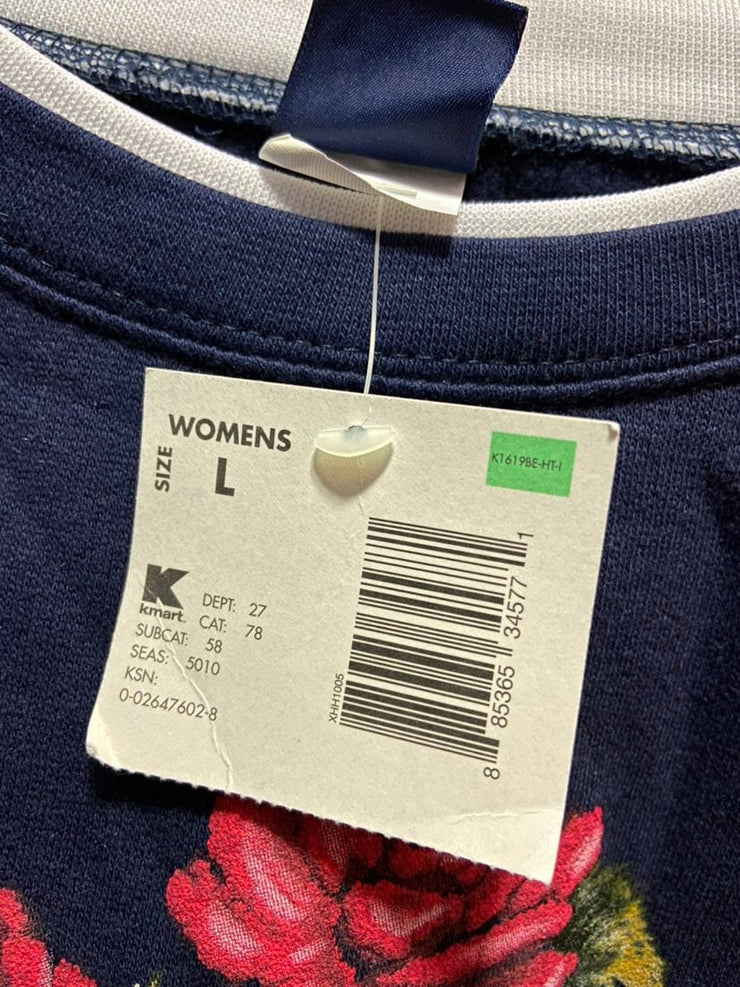 WOMENS
SIZE
L
K1619BE-HT-I
K
kmart.
DEPT: 27
CAT: 78
SUBCAT: 58
SEAS: 5010
KSN:
0-02647602-8
XHH1005
8 85365 34577 1